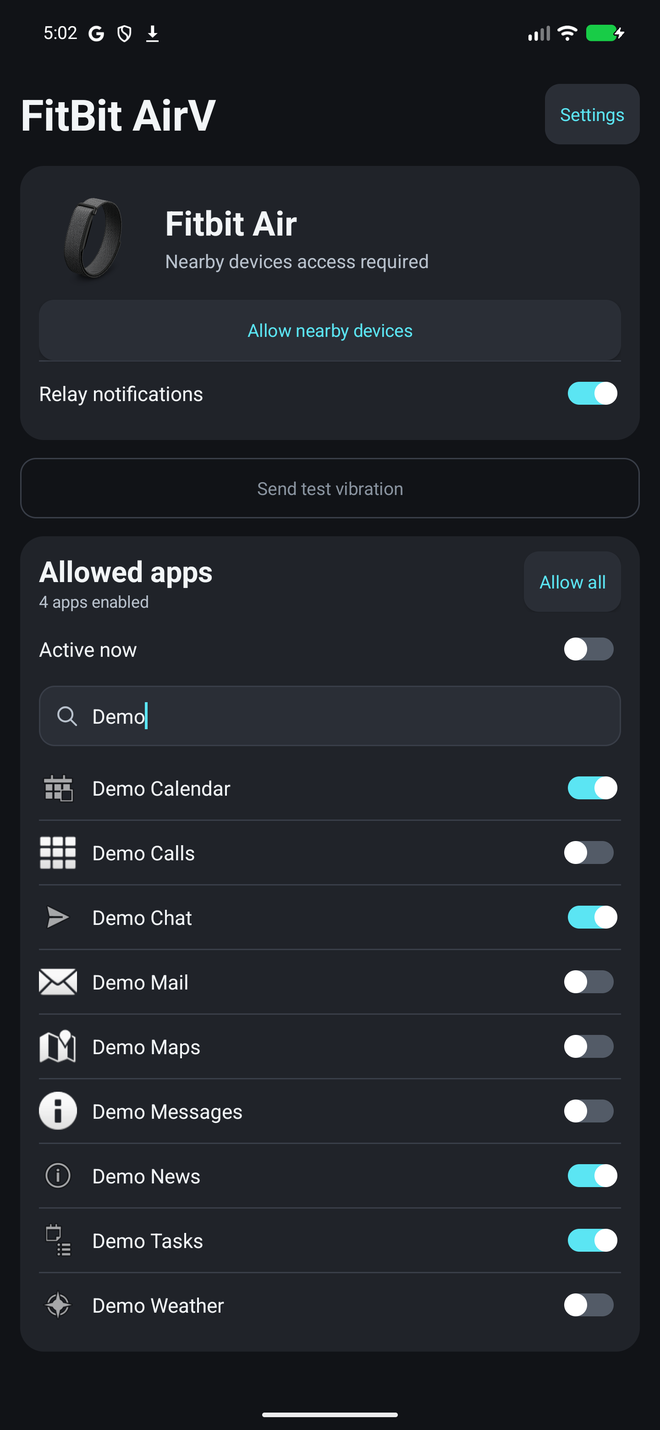 5:02
FitBit AirV
Settings
Fitbit Air
Nearby devices access required
Allow nearby devices
Relay notifications
Send test vibration
Allowed apps
4 apps enabled
Allow all
Active now
Demo
Demo Calendar
Demo Calls
Demo Chat
Demo Mail
Demo Maps
Demo Messages
Demo News
Demo Tasks
Demo Weather